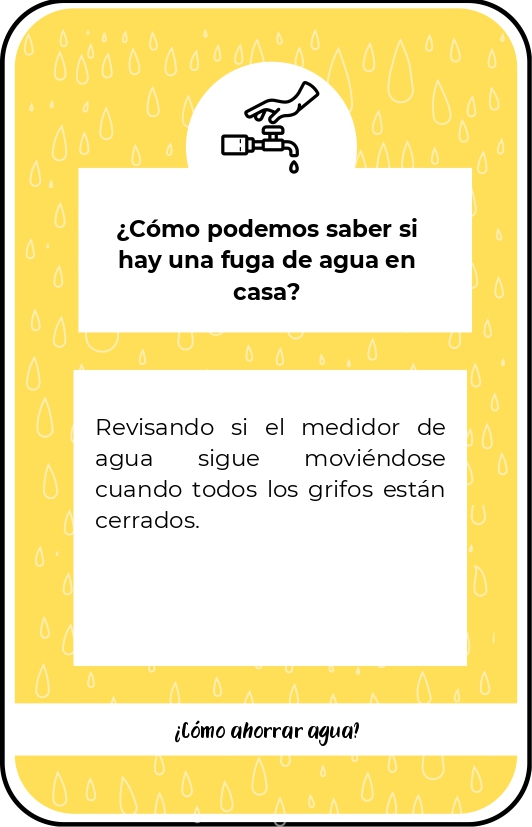 ¿Cómo podemos saber si
hay una fuga de agua en
casa?
Revisando si el medidor de
agua sigue moviéndose
cuando todos los grifos están
cerrados.
¿Cómo ahorrar agua?